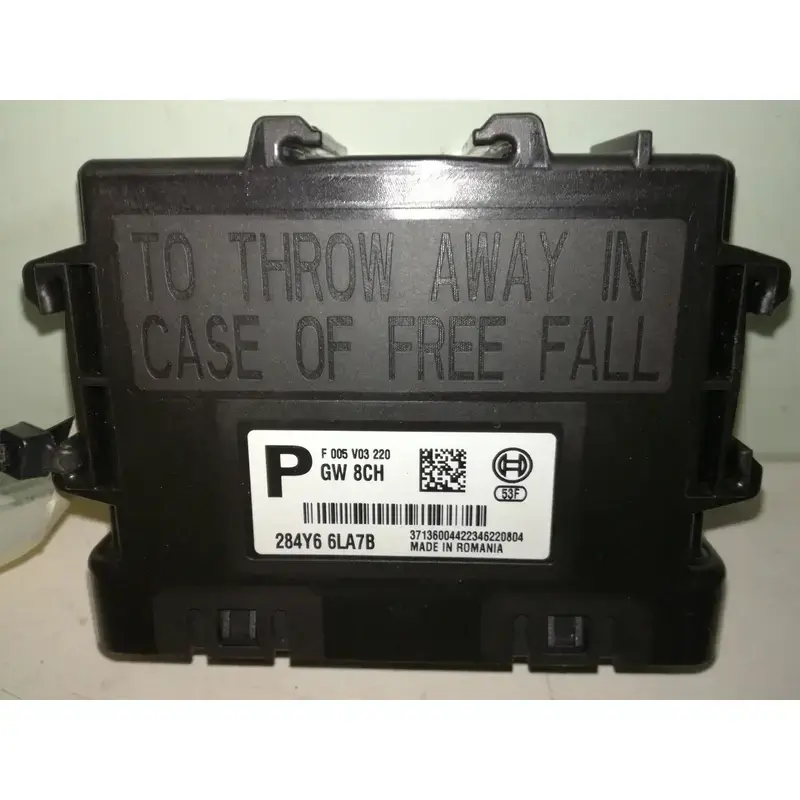 TO THROW AWAY IN
CASE OF FREE FALL
P
F 005 V03 220
GW 8CH
53F
284Y6 6LA7B
37136004422346220804
MADE IN ROMANIA